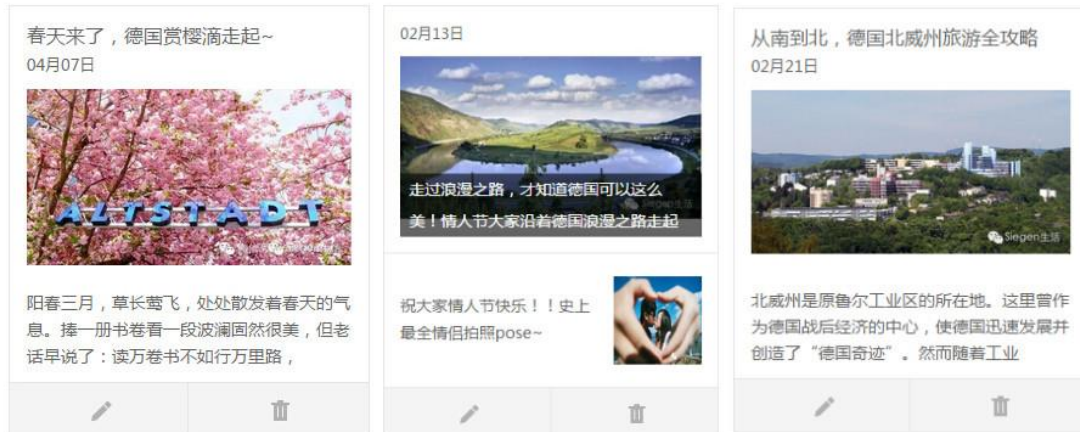 春天来了，德国赏樱滴走起~
04月07日
ALTSTADT
阳春三月，草长莺飞，处处散发着春天的气
息。捧一册书卷看一段波澜固然很美，但老
话早说了：读万卷书不如行万里路，
02月13日
走过浪漫之路，才知道德国可以这么
美！情人节大家沿着德国浪漫之路走起
Siegen生活
祝大家情人节快乐！！史上
最全情侣拍照pose~
从南到北，德国北威州旅游全攻略
02月21日
Siegen生活
北威州是原鲁尔工业区的所在地。这里曾作
为德国战后经济的中心，使德国迅速发展并
创造了“德国奇迹”。然而随着工业